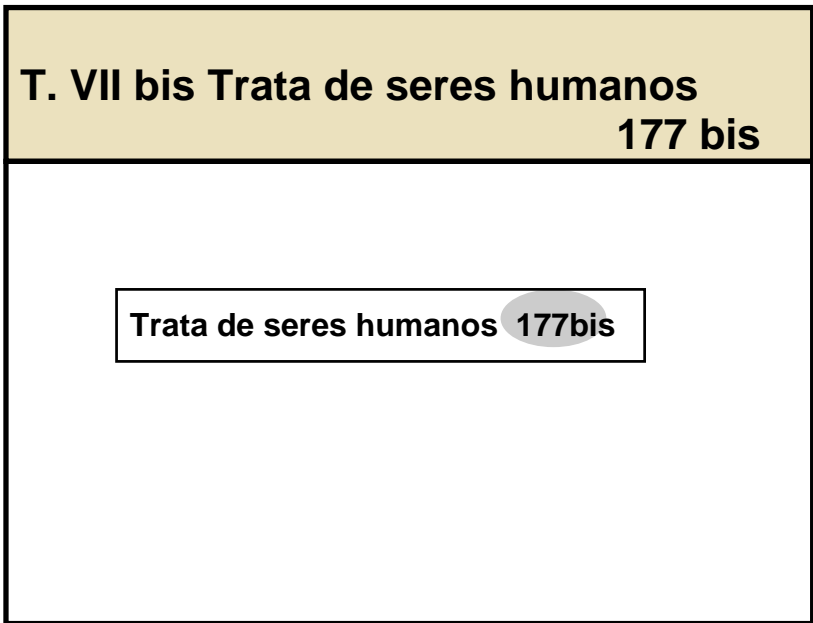 T. VII bis Trata de seres humanos
177 bis
Trata de seres humanos 177bis